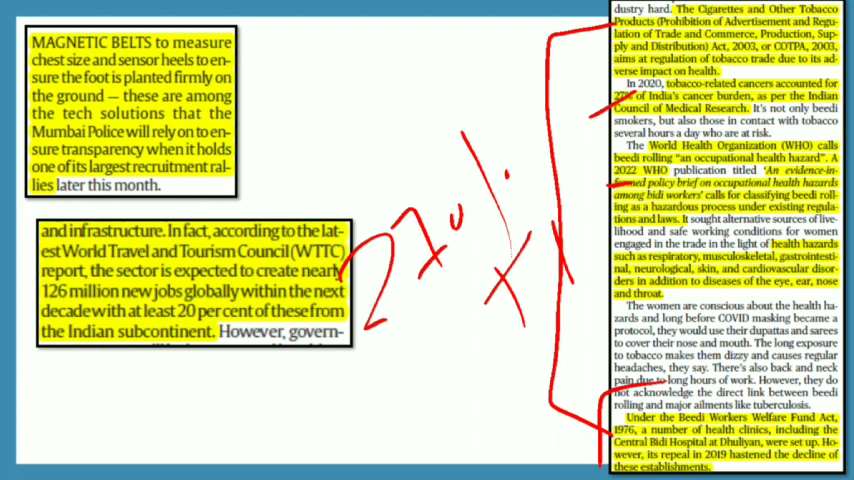 MAGNETIC BELTS to measure
chest size and sensor heels to en-
sure the foot is planted firmly on
the ground — these are among
the tech solutions that the
Mumbai Police will rely on to en-
sure transparency when it holds
one of its largest recruitment ral-
lies later this month.
and infrastructure. In fact, according to the lat-
est World Travel and Tourism Council (WTTC)
report, the sector is expected to create nearly
126 million new jobs globally within the next
decade with at least 20 per cent of these from
the Indian subcontinent. However, govern-
27%
dustry hard. The Cigarettes and Other Tobacco
Products (Prohibition of Advertisement and Regu-
lation of Trade and Commerce, Production, Sup-
ply and Distribution) Act, 2003, or COTPA, 2003,
aims at regulation of tobacco trade due to its ad-
verse impact on health.
In 2020, tobacco-related cancers accounted for
27% of India's cancer burden, as per the Indian
Council of Medical Research. It's not only beedi
smokers, but also those in contact with tobacco
several hours a day who are at risk.
The World Health Organization (WHO) calls
beedi rolling "an occupational health hazard". A
2022 WHO publication titled 'An evidence-in-
formed policy brief on occupational health hazards
among bidi workers' calls for classifying beedi roll-
ing as a hazardous process under existing regula-
tions and laws. It sought alternative sources of live-
lihood and safe working conditions for women
engaged in the trade in the light of health hazards
such as respiratory, musculoskeletal, gastrointesti-
nal, neurological, skin, and cardiovascular disor-
ders in addition to diseases of the eye, ear, nose
and throat.
The women are conscious about the health ha-
zards and long before COVID masking became a
protocol, they would use their dupattas and sarees
to cover their nose and mouth. The long exposure
to tobacco makes them dizzy and causes regular
headaches, they say. There's also back and neck
pain due to long hours of work. However, they do
not acknowledge the direct link between beedi
rolling and major ailments like tuberculosis.
Under the Beedi Workers Welfare Fund Act,
1976, a number of health clinics, including the
Central Bidi Hospital at Dhuliyan, were set up. Ho-
wever, its repeal in 2019 hastened the decline of
these establishments.